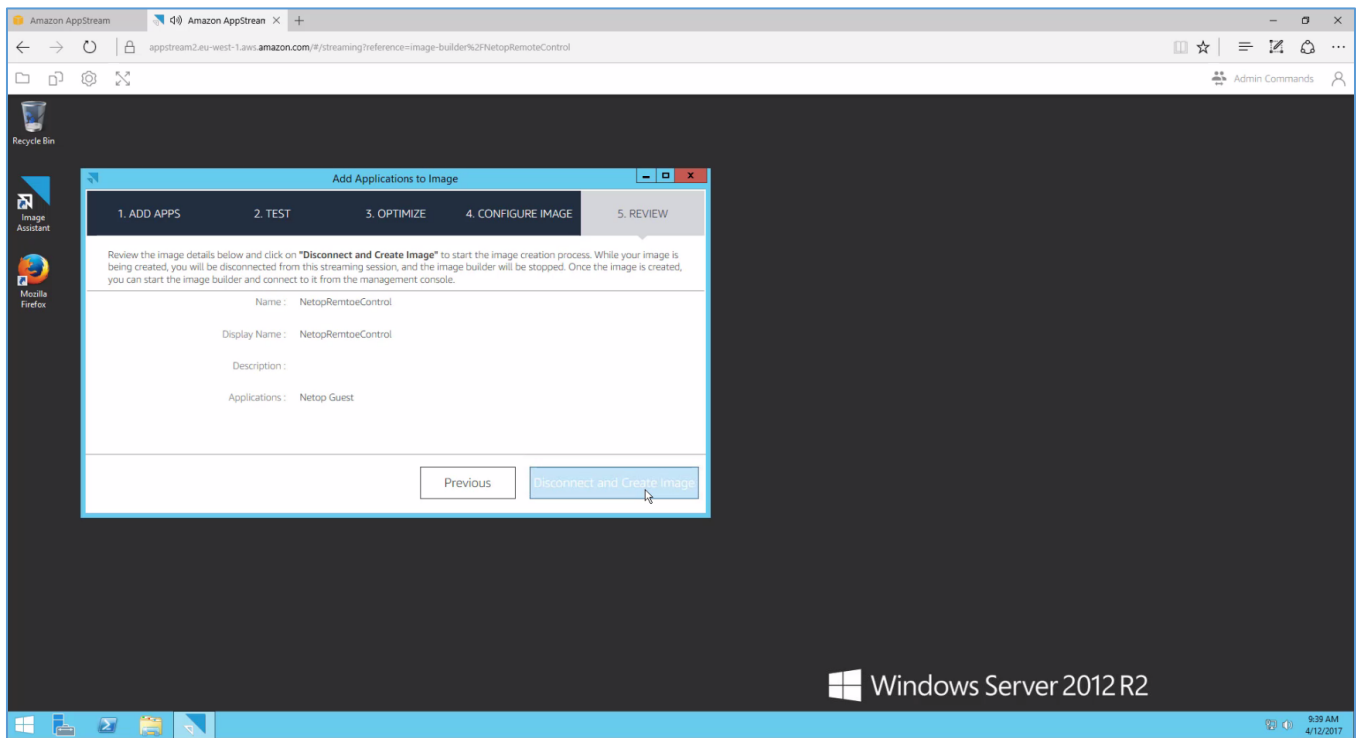 Amazon AppStream
Amazon AppStrean
appstream2.eu-west-1.aws.amazon.com/#/streaming?reference=image-builder%2FNetopRemoteControl
Admin Commands
Recycle Bin
Image
Assistant
Mozilla
Firefox
Add Applications to Image
1. ADD APPS 2. TEST 3. OPTIMIZE 4. CONFIGURE IMAGE 5. REVIEW
Review the image details below and click on "Disconnect and Create Image" to start the image creation process. While your image is
being created, you will be disconnected from this streaming session, and the image builder will be stopped. Once the image is created,
you can start the image builder and connect to it from the management console.
Name : NetopRemtoeControl
Display Name : NetopRemtoeControl
Description :
Applications : Netop Guest
Previous Disconnect and Create Image
Windows Server 2012 R2
9:39 AM
4/12/2017